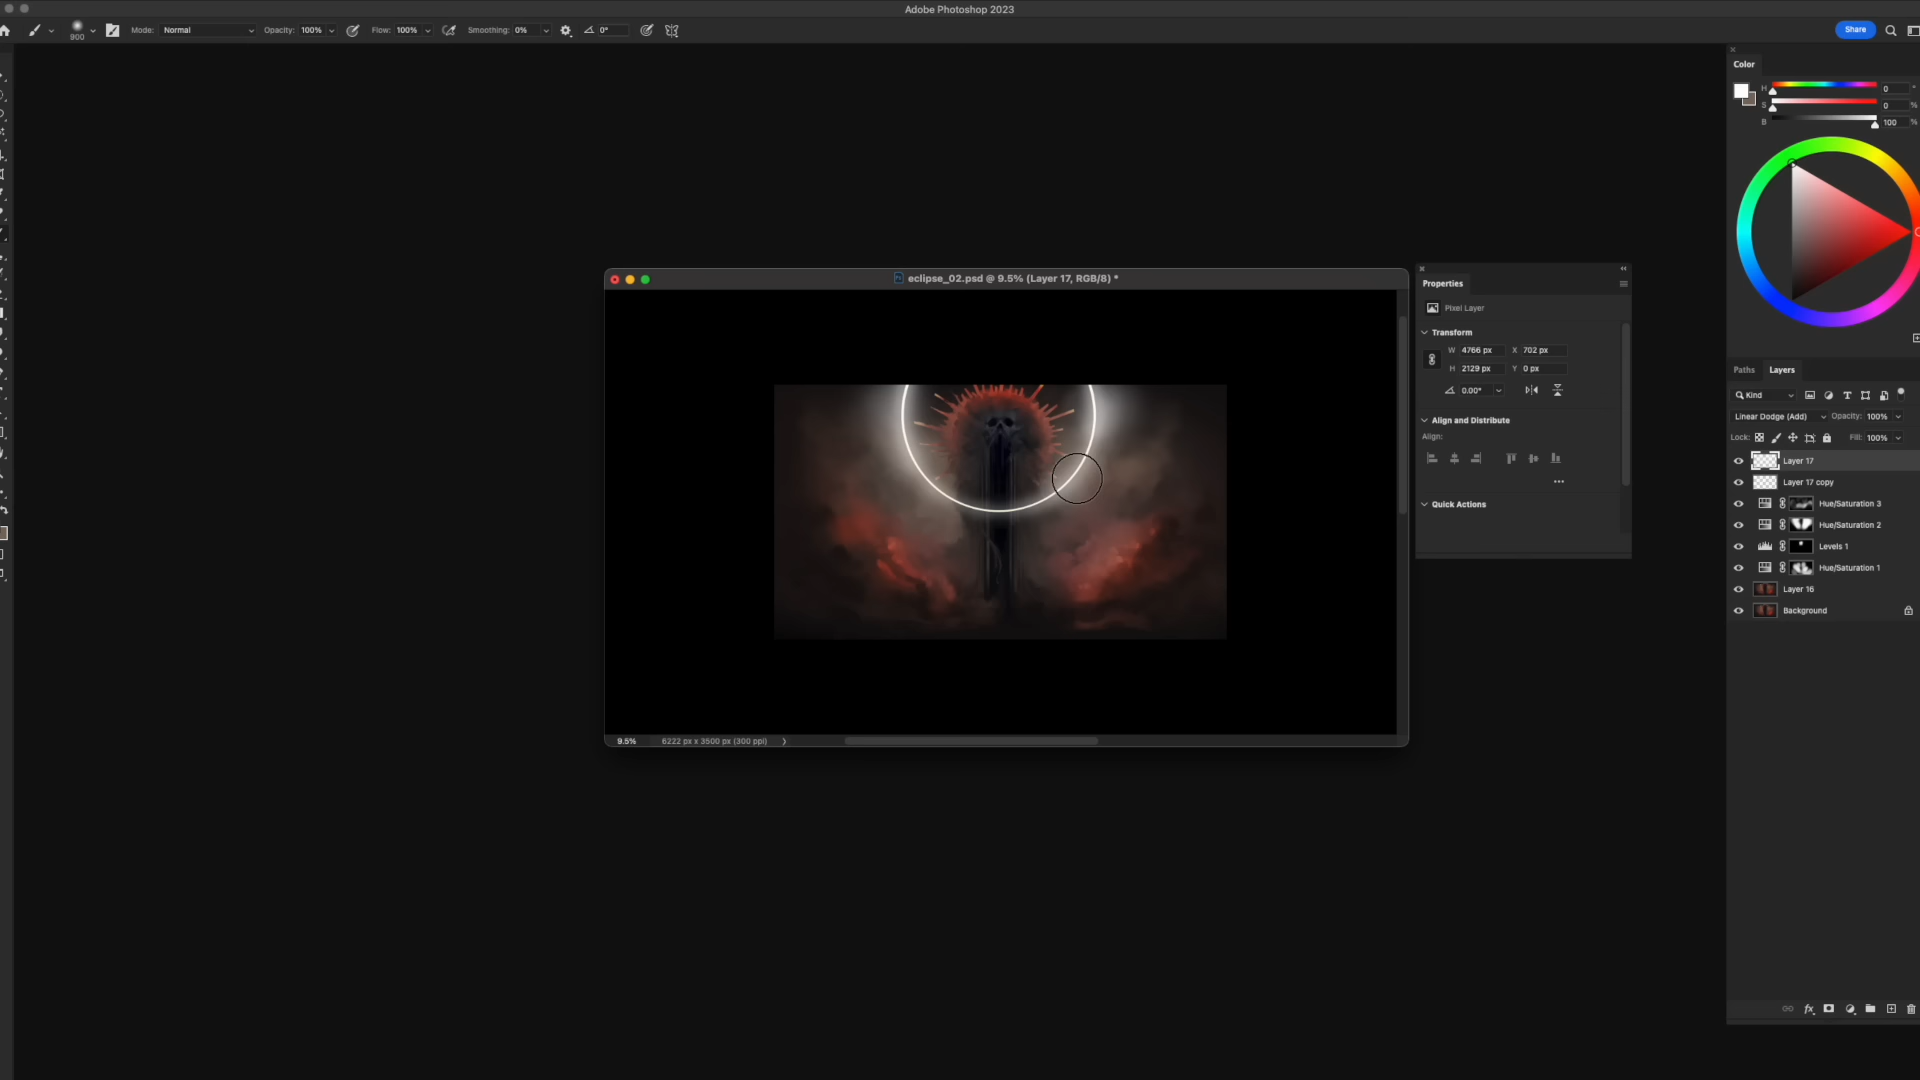 Adobe Photoshop 2023
900
Mode: Normal Opacity: 100% Flow: 100% Smoothing: 0% 0°
Share
Color
H 0 °
S 0 %
B 100 %
eclipse_02.psd @ 9.5% (Layer 17, RGB/8) *
9.5% 6222 px x 3500 px (300 ppi)
Properties
Pixel Layer
Transform
W 4766 px X 702 px
H 2129 px Y 0 px
0.00°
Align and Distribute
Align:
Quick Actions
Paths Layers
Kind
Linear Dodge (Add) Opacity: 100%
Lock: Fill: 100%
Layer 17
Layer 17 copy
Hue/Saturation 3
Hue/Saturation 2
Levels 1
Hue/Saturation 1
Layer 16
Background
fx